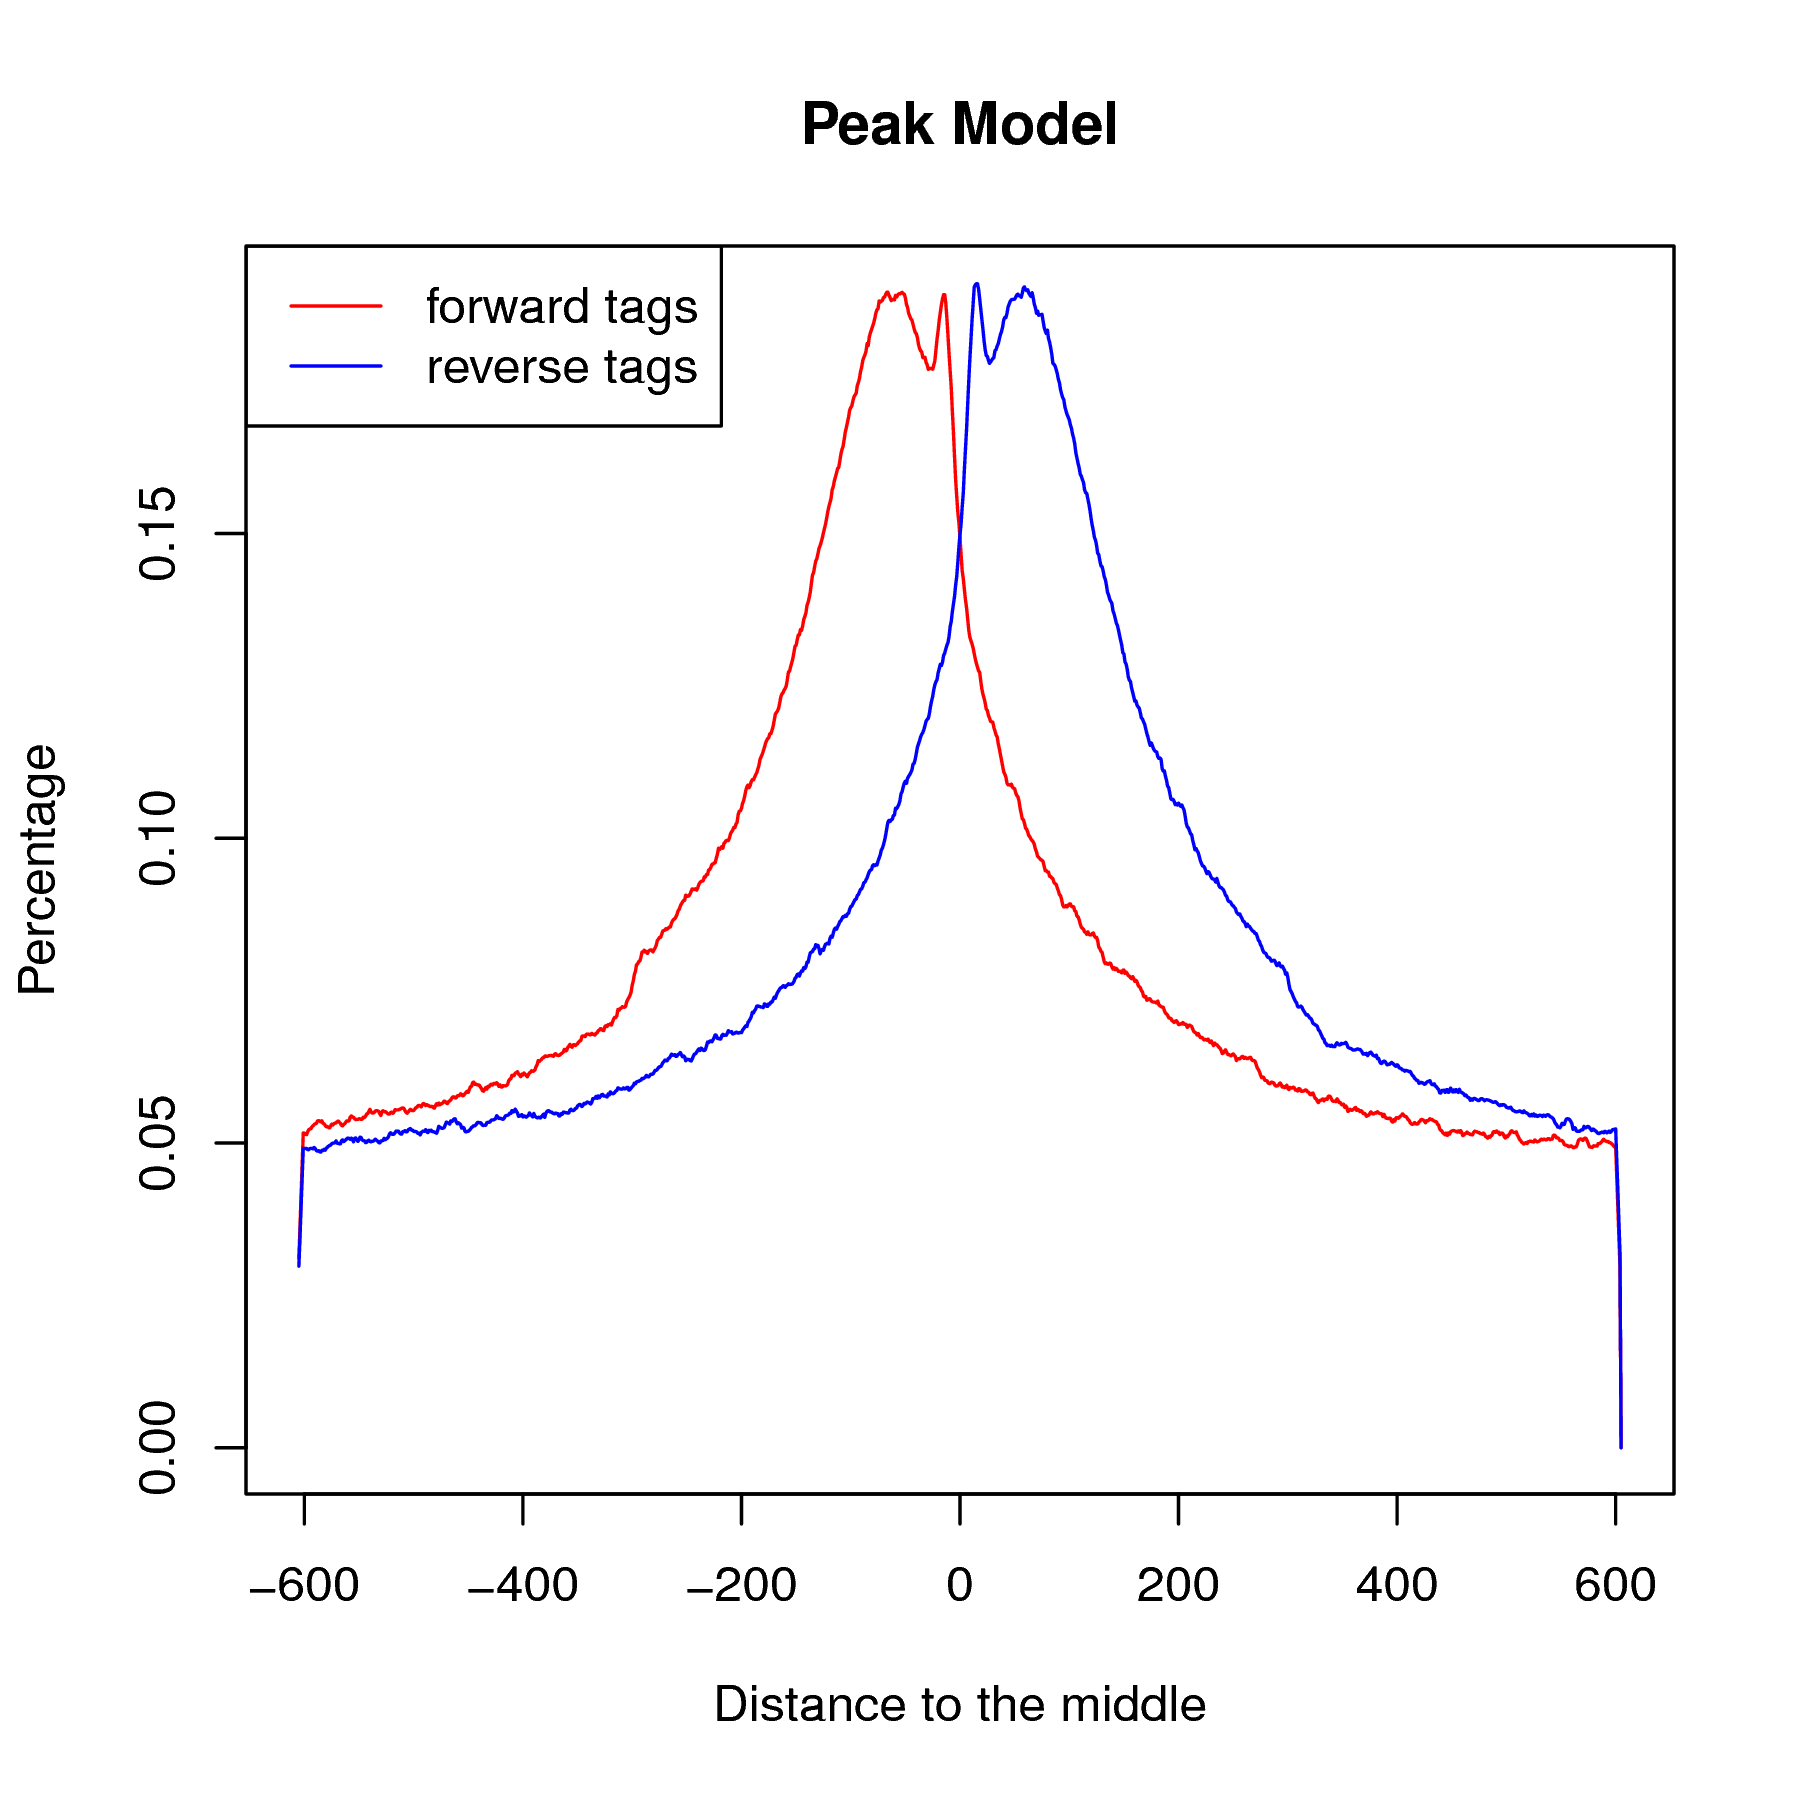 Peak Model
forward tags
reverse tags
Percentage
0.15
0.10
0.05
0.00
−600 −400 −200 0 200 400 600
Distance to the middle